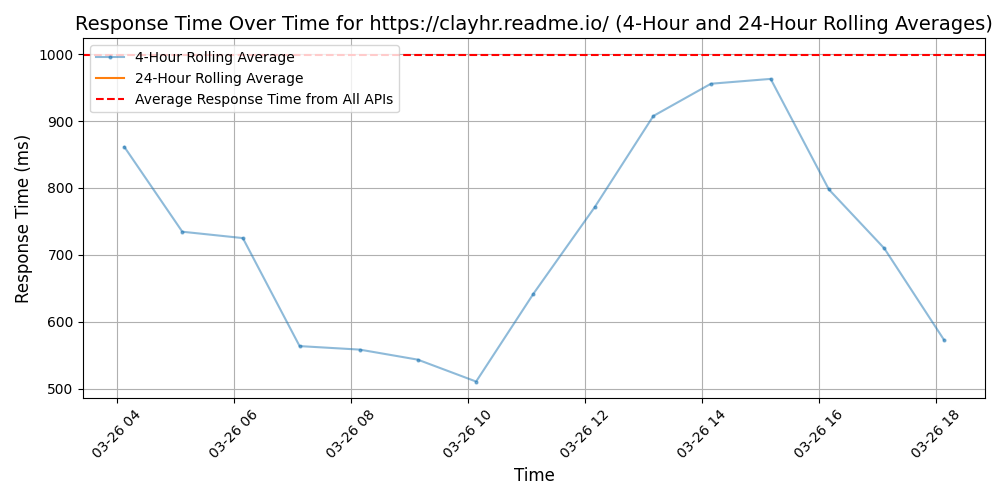 Response Time Over Time for https://clayhr.readme.io/ (4-Hour and 24-Hour Rolling Averages)
4-Hour Rolling Average
24-Hour Rolling Average
Average Response Time from All APIs
Response Time (ms)
1000
900
800
700
600
500
03-26 04
03-26 06
03-26 08
03-26 10
03-26 12
03-26 14
03-26 16
03-26 18
Time